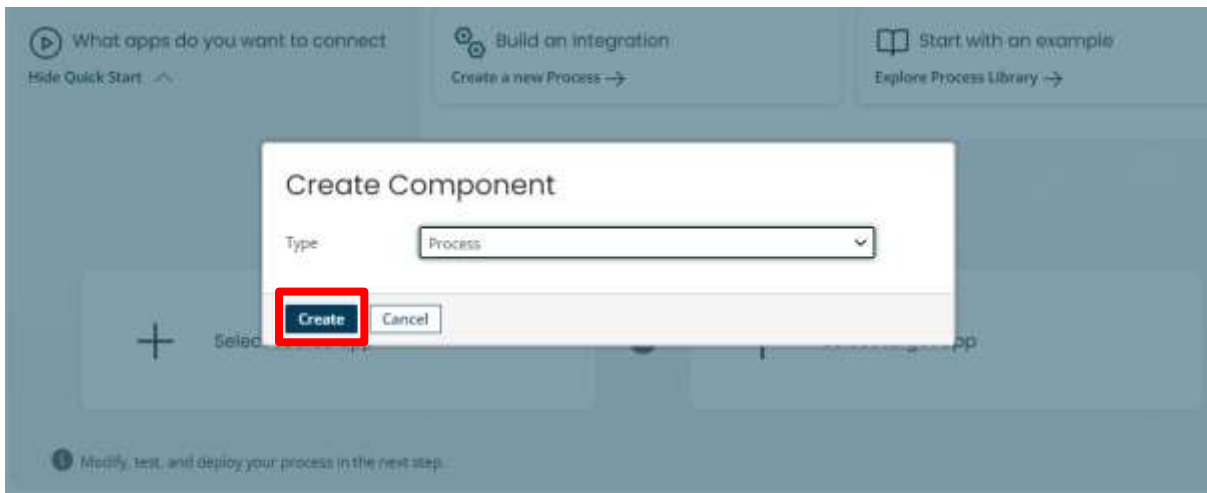 What apps do you want to connect
Hide Quick Start
Build an Integration
Create a new Process →
Start with an example
Explore Process Library →
Create Component
Type
Process
Create
Cancel
Selec
pp
Modify, test, and deploy your process in the next step.